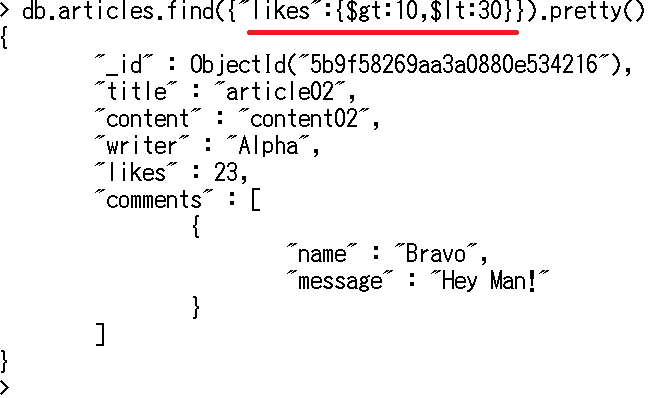 > db.articles.find({"likes":{$gt:10,$lt:30}}).pretty()
{
        "_id" : ObjectId("5b9f58269aa3a0880e534216"),
        "title" : "article02",
        "content" : "content02",
        "writer" : "Alpha",
        "likes" : 23,
        "comments" : [
                {
                        "name" : "Bravo",
                        "message" : "Hey Man!"
                }
        ]
}
>